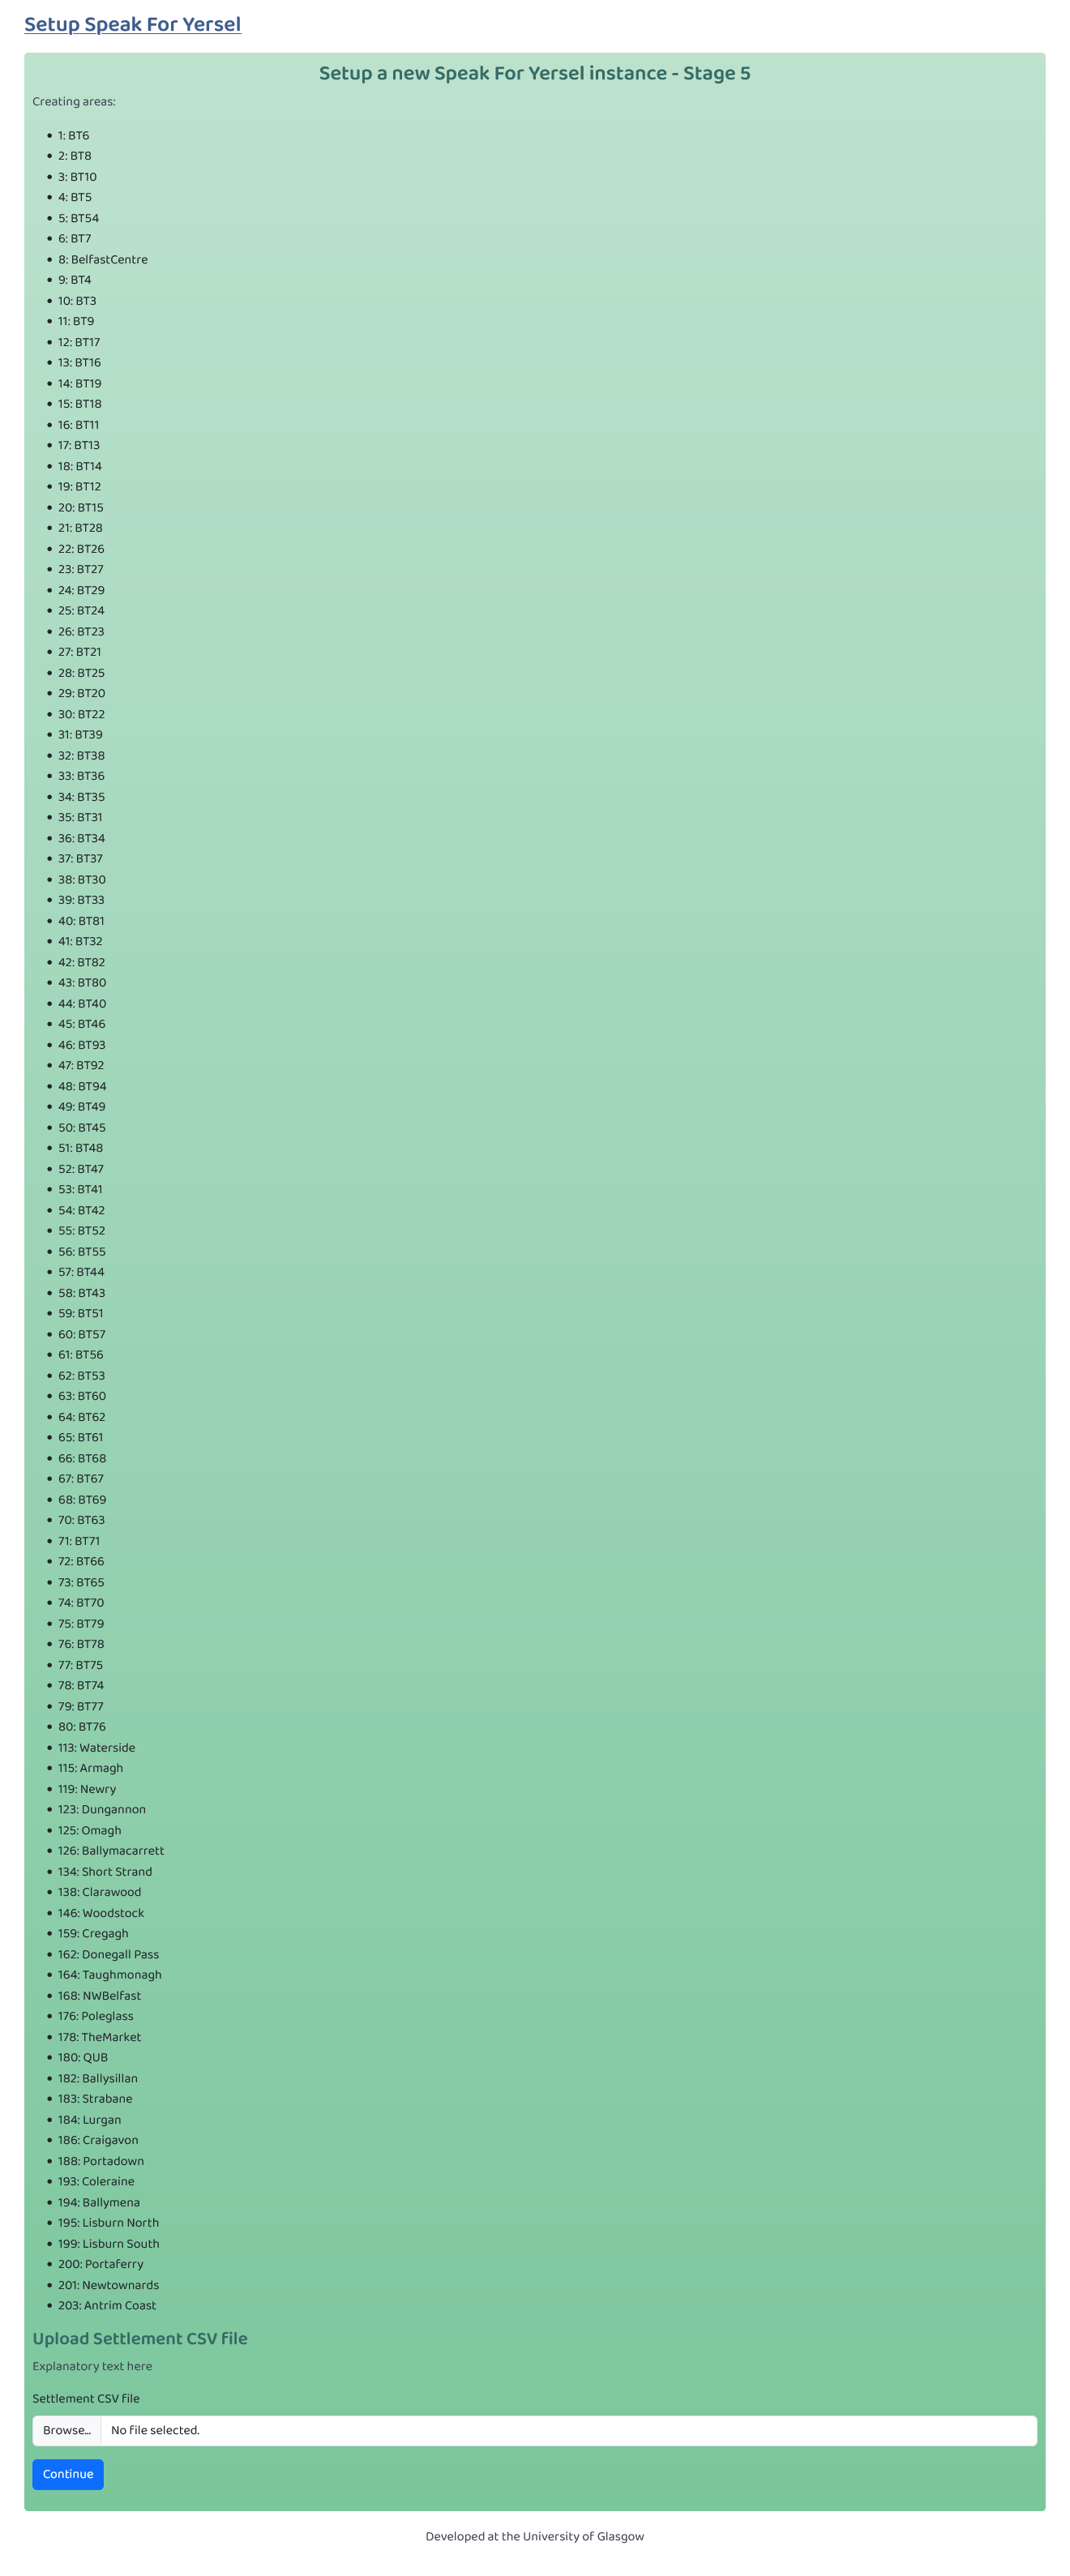 Setup Speak For Yersel
Setup a new Speak For Yersel instance - Stage 5
Creating areas:
• 1: BT6
• 2: BT8
• 3: BT10
• 4: BT5
• 5: BT54
• 6: BT7
• 8: BelfastCentre
• 9: BT4
• 10: BT3
• 11: BT9
• 12: BT17
• 13: BT16
• 14: BT19
• 15: BT18
• 16: BT11
• 17: BT13
• 18: BT14
• 19: BT12
• 20: BT15
• 21: BT28
• 22: BT26
• 23: BT27
• 24: BT29
• 25: BT24
• 26: BT23
• 27: BT21
• 28: BT25
• 29: BT20
• 30: BT22
• 31: BT39
• 32: BT38
• 33: BT36
• 34: BT35
• 35: BT31
• 36: BT34
• 37: BT37
• 38: BT30
• 39: BT33
• 40: BT81
• 41: BT32
• 42: BT82
• 43: BT80
• 44: BT40
• 45: BT46
• 46: BT93
• 47: BT92
• 48: BT94
• 49: BT49
• 50: BT45
• 51: BT48
• 52: BT47
• 53: BT41
• 54: BT42
• 55: BT52
• 56: BT55
• 57: BT44
• 58: BT43
• 59: BT51
• 60: BT57
• 61: BT56
• 62: BT53
• 63: BT60
• 64: BT62
• 65: BT61
• 66: BT68
• 67: BT67
• 68: BT69
• 70: BT63
• 71: BT71
• 72: BT66
• 73: BT65
• 74: BT70
• 75: BT79
• 76: BT78
• 77: BT75
• 78: BT74
• 79: BT77
• 80: BT76
• 113: Waterside
• 115: Armagh
• 119: Newry
• 123: Dungannon
• 125: Omagh
• 126: Ballymacarrett
• 134: Short Strand
• 138: Clarawood
• 146: Woodstock
• 159: Cregagh
• 162: Donegall Pass
• 164: Taughmonagh
• 168: NWBelfast
• 176: Poleglass
• 178: TheMarket
• 180: QUB
• 182: Ballysillan
• 183: Strabane
• 184: Lurgan
• 186: Craigavon
• 188: Portadown
• 193: Coleraine
• 194: Ballymena
• 195: Lisburn North
• 199: Lisburn South
• 200: Portaferry
• 201: Newtownards
• 203: Antrim Coast
Upload Settlement CSV file
Explanatory text here
Settlement CSV file
Browse... No file selected.
Continue
Developed at the University of Glasgow